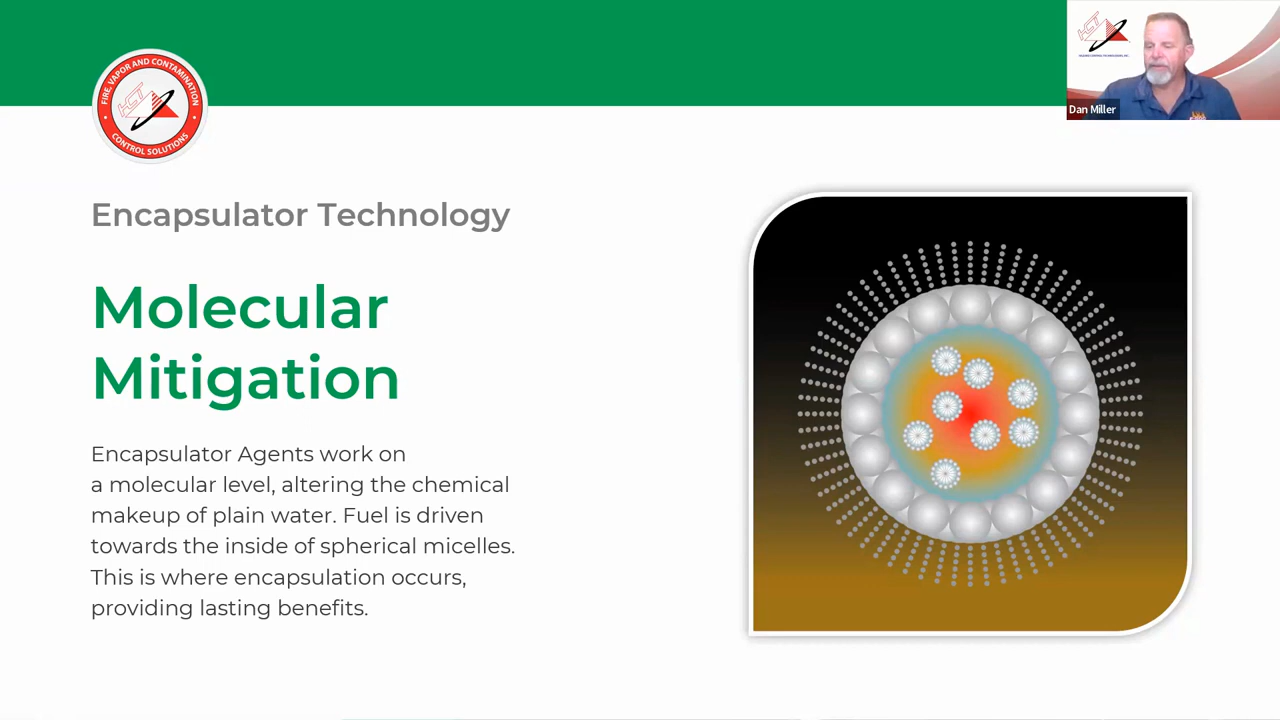 FIRE, VAPOR AND CONTAMINATION
HCT
CONTROL SOLUTIONS
HCT
Dan Miller
Encapsulator Technology
Molecular
Mitigation
Encapsulator Agents work on
a molecular level, altering the chemical
makeup of plain water. Fuel is driven
towards the inside of spherical micelles.
This is where encapsulation occurs,
providing lasting benefits.